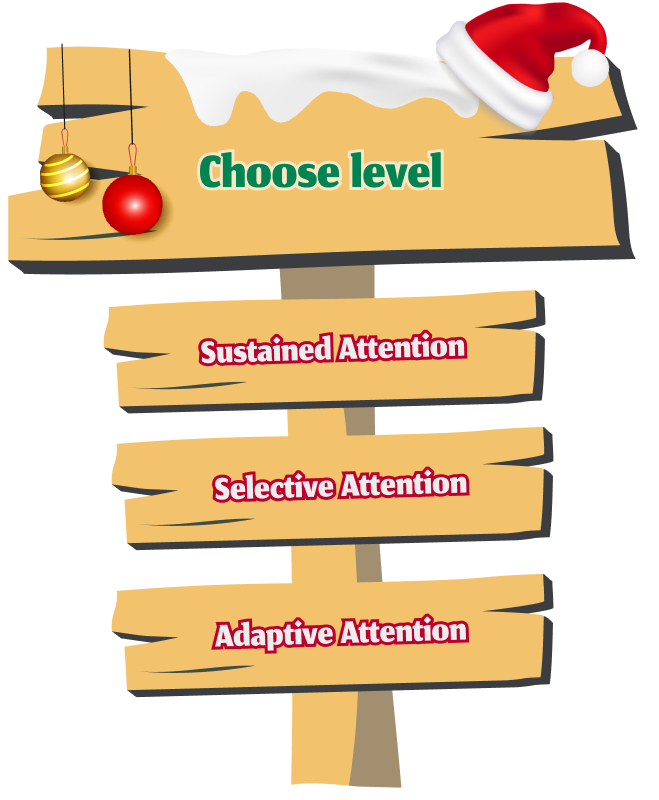 Choose level
Sustained Attention
Selective Attention
Adaptive Attention